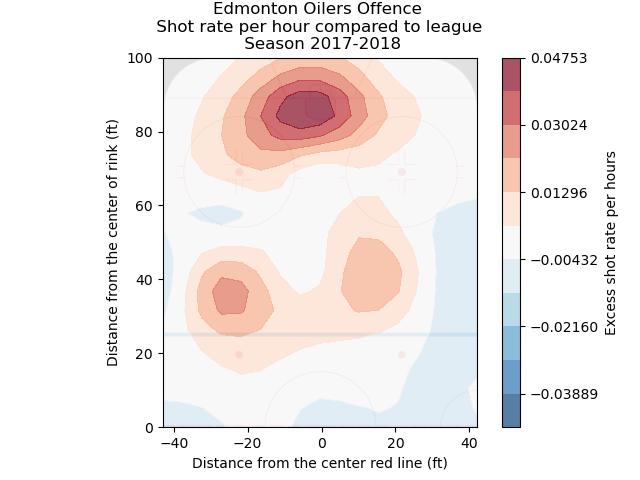 Edmonton Oilers Offence
Shot rate per hour compared to league
Season 2017-2018
100
80
60
40
20
0
−40
−20
0
20
40
Distance from the center of rink (ft)
Distance from the center red line (ft)
0.04753
0.03024
0.01296
−0.00432
−0.02160
−0.03889
Excess shot rate per hours